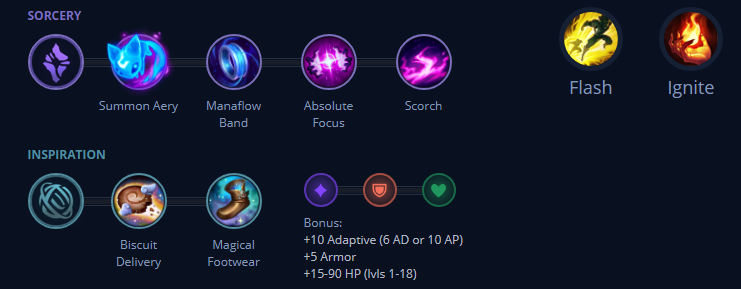 SORCERY
Summon Aery
Manaflow
Band
Absolute
Focus
Scorch
Flash
Ignite
INSPIRATION
Biscuit
Delivery
Magical
Footwear
Bonus:
+10 Adaptive (6 AD or 10 AP)
+5 Armor
+15-90 HP (lvls 1-18)